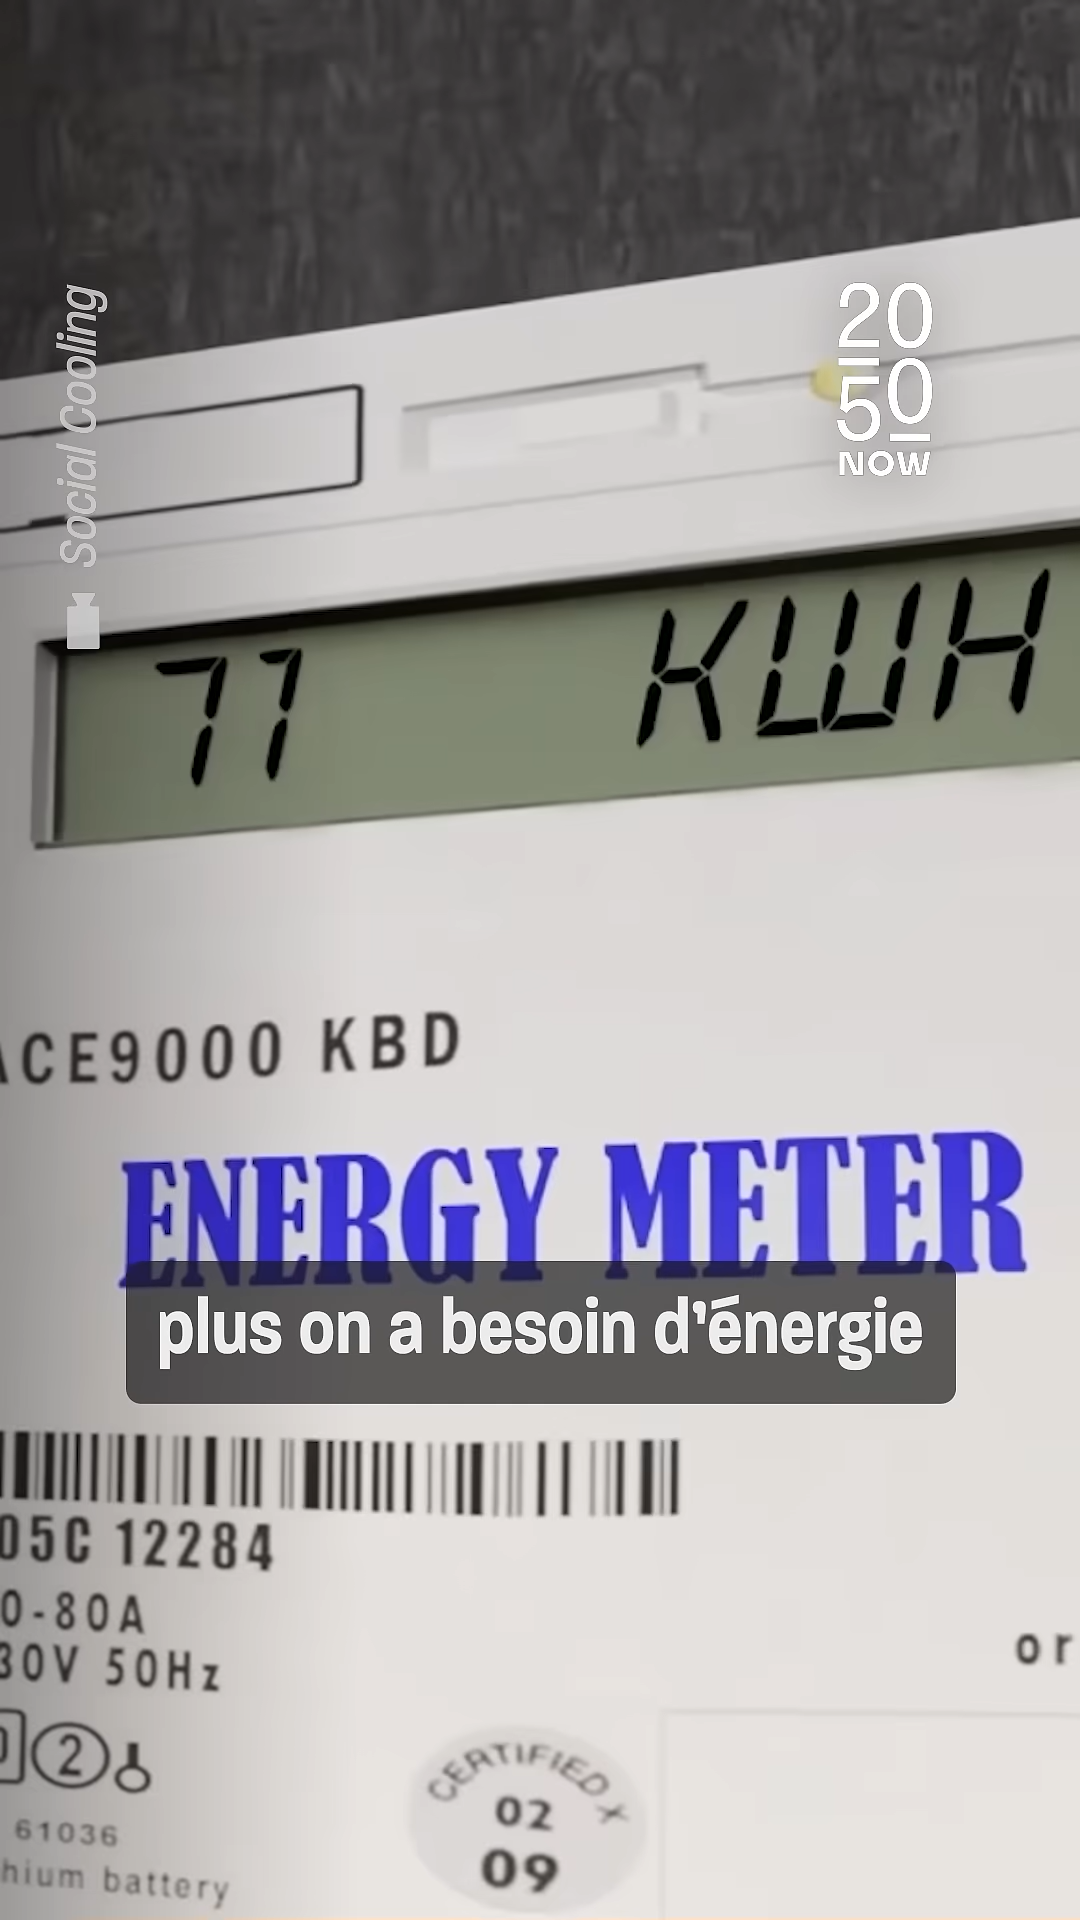 Social Cooling
20
50
NOW
77 KWH
ACE9000 KBD
ENERGY METER
plus on a besoin d'énergie
05C 12284
0-80A
30V 50Hz
2
61036
hium battery
or
CERTIFIED X
02
09